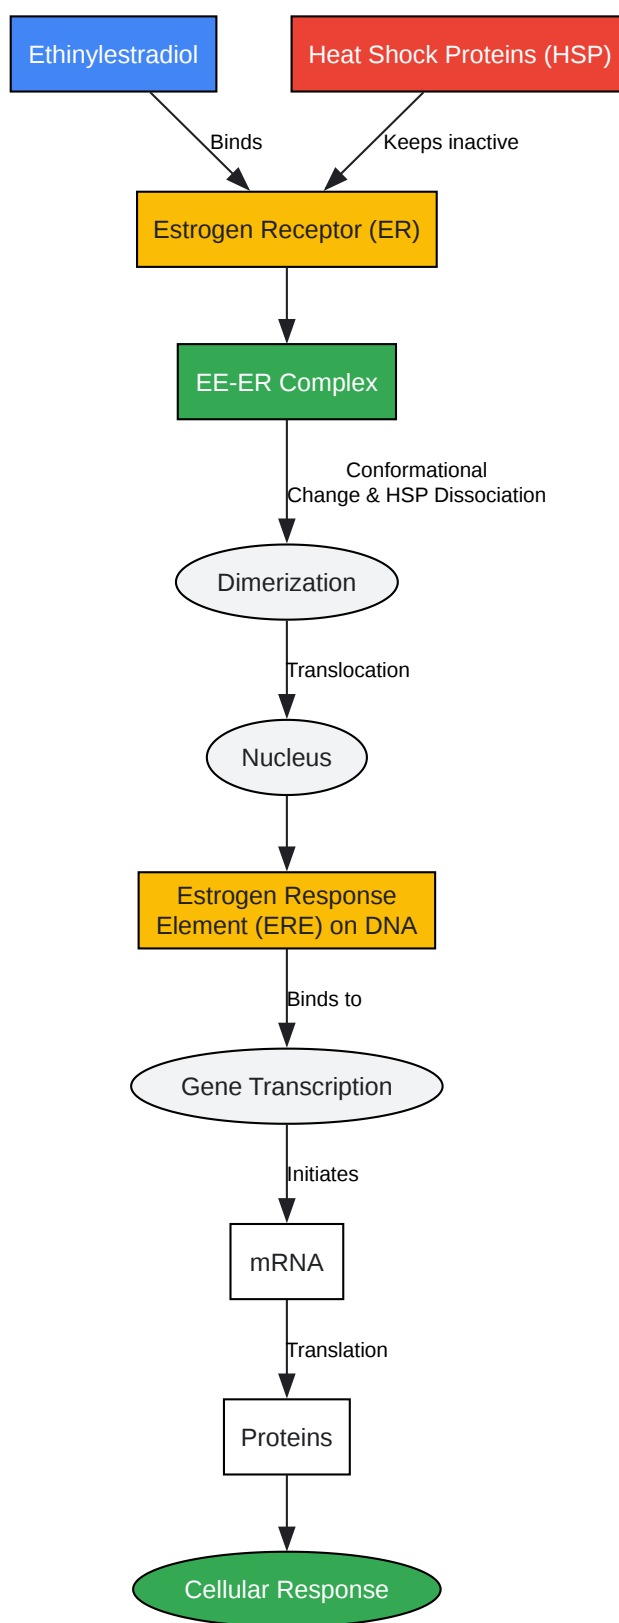 Ethinylestradiol
Heat Shock Proteins (HSP)
Binds
Keeps inactive
Estrogen Receptor (ER)
EE-ER Complex
Conformational
Change & HSP Dissociation
Dimerization
Translocation
Nucleus
Estrogen Response
Element (ERE) on DNA
Binds to
Gene Transcription
Initiates
mRNA
Translation
Proteins
Cellular Response